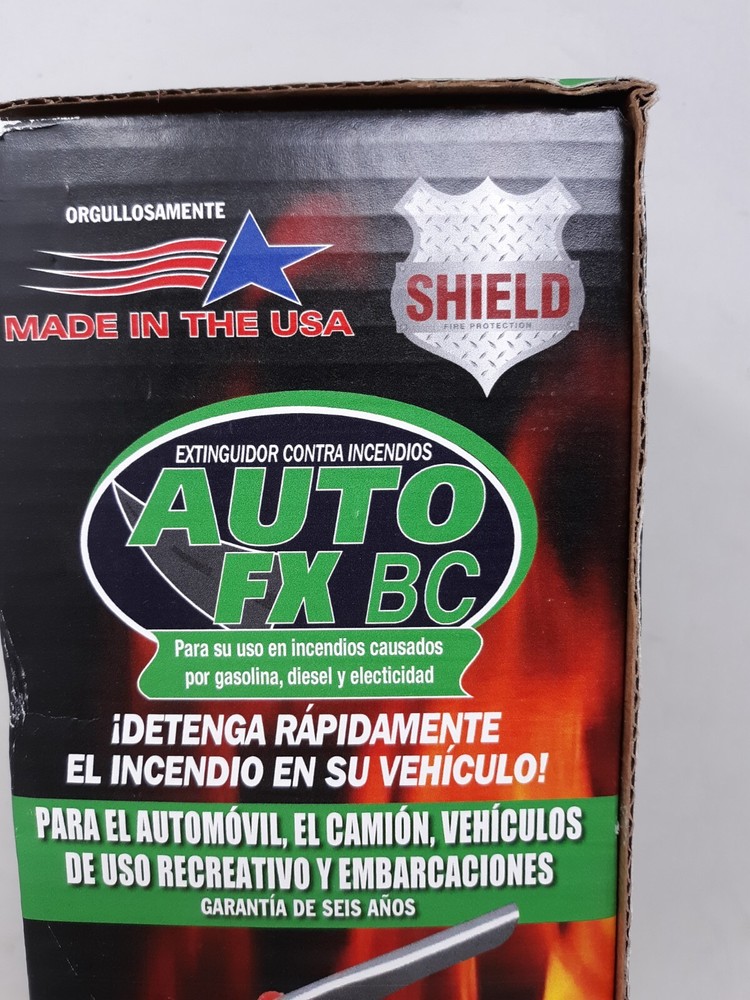 ORGULLOSAMENTE
MADE IN THE USA
SHIELD
FIRE PROTECTION
EXTINGUIDOR CONTRA INCENDIOS
AUTO
FX BC
Para su uso en incendios causados
por gasolina, diesel y electicidad
¡DETENGA RÁPIDAMENTE
EL INCENDIO EN SU VEHÍCULO!
PARA EL AUTOMÓVIL, EL CAMIÓN, VEHÍCULOS
DE USO RECREATIVO Y EMBARCACIONES
GARANTÍA DE SEIS AÑOS